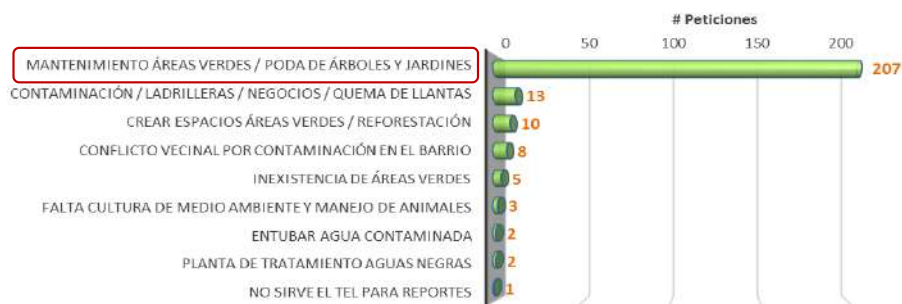 # Peticiones
0 50 100 150 200
MANTENIMIENTO ÁREAS VERDES / PODA DE ÁRBOLES Y JARDINES 207
CONTAMINACIÓN / LADRILLERAS / NEGOCIOS / QUEMA DE LLANTAS 13
CREAR ESPACIOS ÁREAS VERDES / REFORESTACIÓN 10
CONFLICTO VECINAL POR CONTAMINACIÓN EN EL BARRIO 8
INEXISTENCIA DE ÁREAS VERDES 5
FALTA CULTURA DE MEDIO AMBIENTE Y MANEJO DE ANIMALES 3
ENTUBAR AGUA CONTAMINADA 2
PLANTA DE TRATAMIENTO AGUAS NEGRAS 2
NO SIRVE EL TEL PARA REPORTES 1